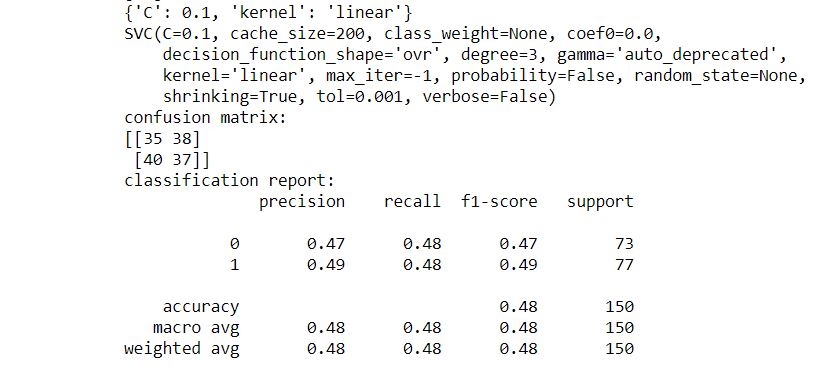 {'C': 0.1, 'kernel': 'linear'}
SVC(C=0.1, cache_size=200, class_weight=None, coef0=0.0,
    decision_function_shape='ovr', degree=3, gamma='auto_deprecated',
    kernel='linear', max_iter=-1, probability=False, random_state=None,
    shrinking=True, tol=0.001, verbose=False)
confusion matrix:
[[35 38]
 [40 37]]
classification report:
              precision    recall  f1-score   support

           0       0.47      0.48      0.47        73
           1       0.49      0.48      0.49        77

    accuracy                           0.48       150
   macro avg       0.48      0.48      0.48       150
weighted avg       0.48      0.48      0.48       150